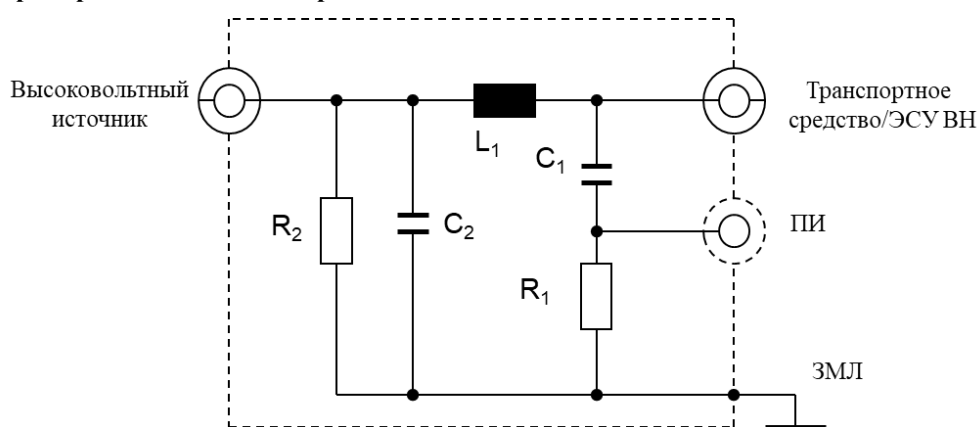 Высоковольтный
источник
Транспортное
средство/ЭСУ ВН
L1
C1
R2
C2
ПИ
R1
ЗМЛ